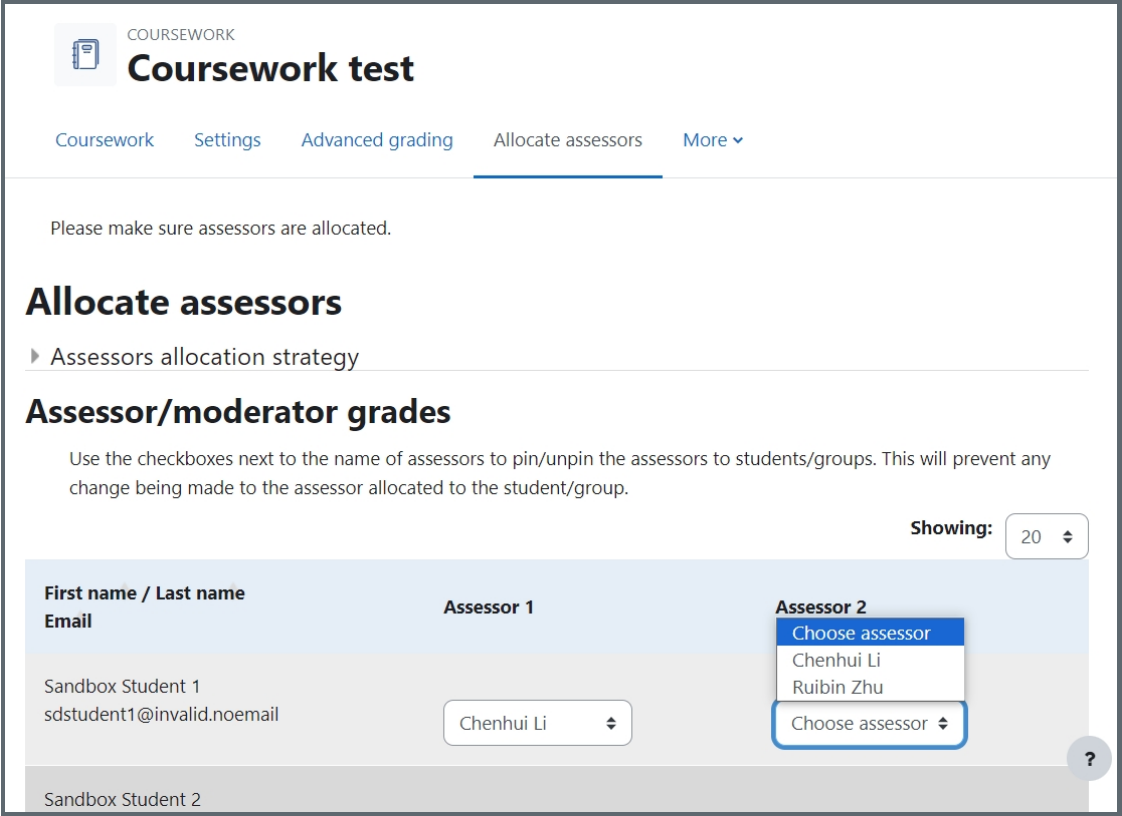 COURSEWORK
Coursework test
Coursework Settings Advanced grading Allocate assessors More
Please make sure assessors are allocated.
Allocate assessors
Assessors allocation strategy
Assessor/moderator grades
Use the checkboxes next to the name of assessors to pin/unpin the assessors to students/groups. This will prevent any
change being made to the assessor allocated to the student/group.
Showing: 20
First name / Last name
Email
Assessor 1
Assessor 2
Choose assessor
Chenhui Li
Ruibin Zhu
Sandbox Student 1
sdstudent1@invalid.noemail
Chenhui Li
Choose assessor
?
Sandbox Student 2